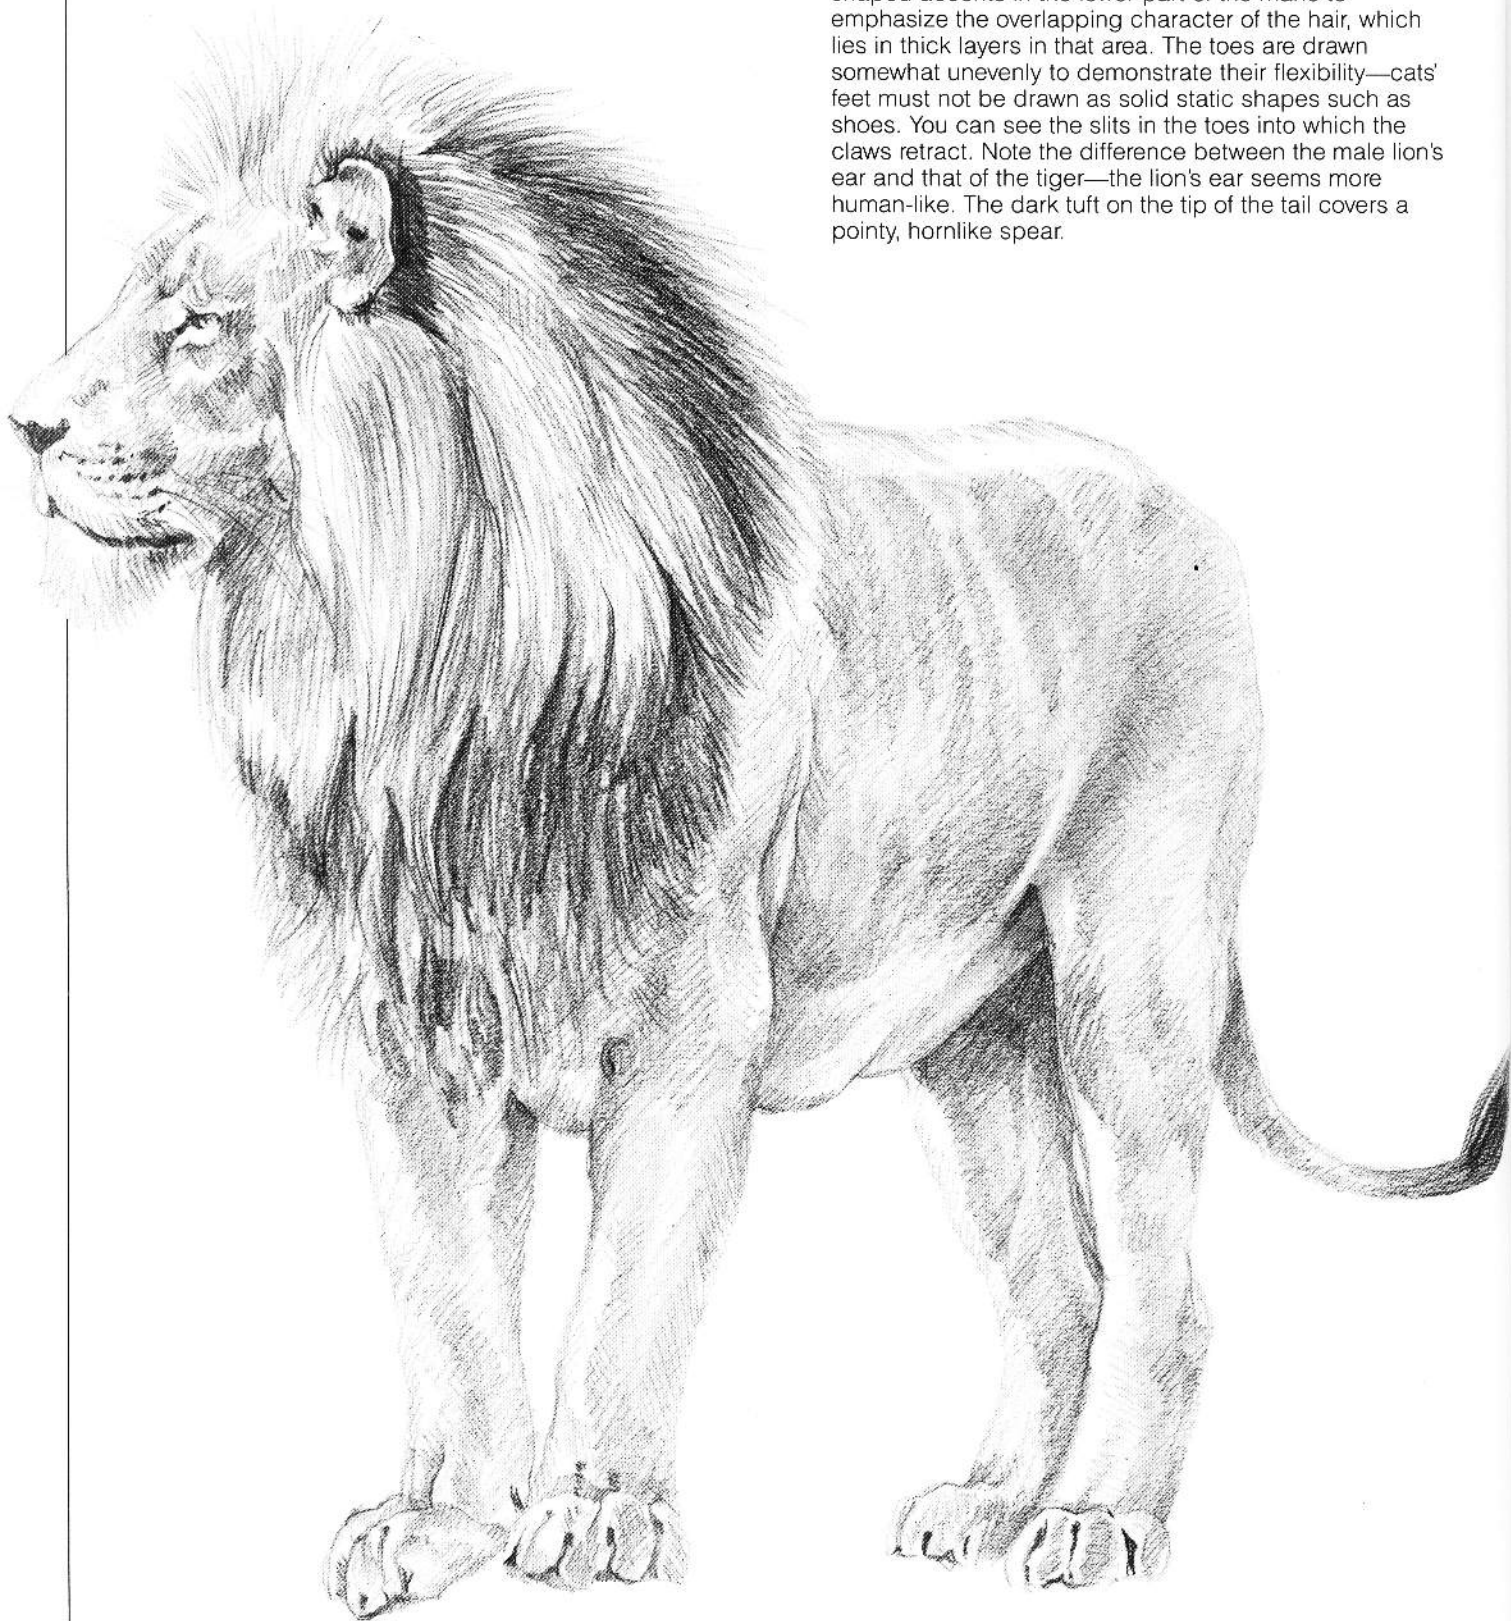 emphasize the overlapping character of the hair, which
lies in thick layers in that area. The toes are drawn
somewhat unevenly to demonstrate their flexibility—cats'
feet must not be drawn as solid static shapes such as
shoes. You can see the slits in the toes into which the
claws retract. Note the difference between the male lion's
ear and that of the tiger—the lion's ear seems more
human-like. The dark tuft on the tip of the tail covers a
pointy, hornlike spear.